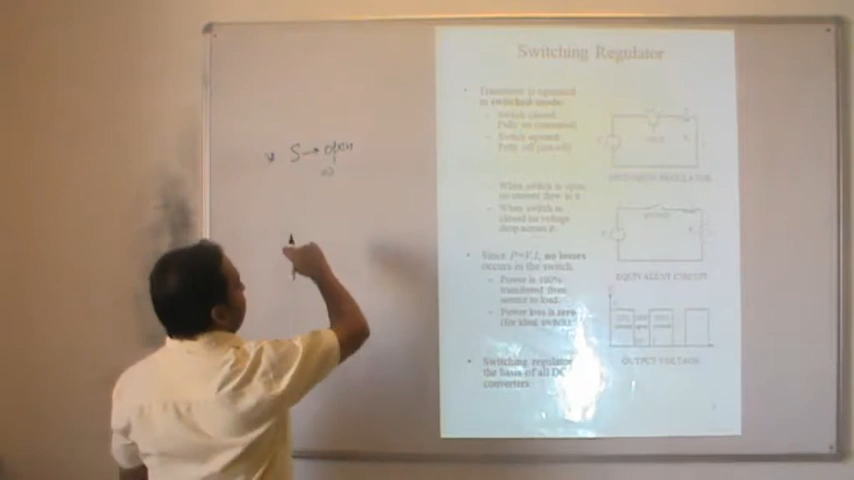 S → open
Switching Regulator
• Transistor is operated in switched mode:
– Switch closed:
Fully on (saturated)
– Switch opened:
Fully off (cut-off)
– When switch is open, no current flow in it
– When switch is closed no voltage drop across it.
• Since P=V.I, no losses occurs in the switch.
– Power is 100% transferred from source to load.
– Power loss is zero (for ideal switch):
• Switching regulator the basis of all DC converters
SWITCHING REGULATOR
EQUIVALENT CIRCUIT
OUTPUT VOLTAGE